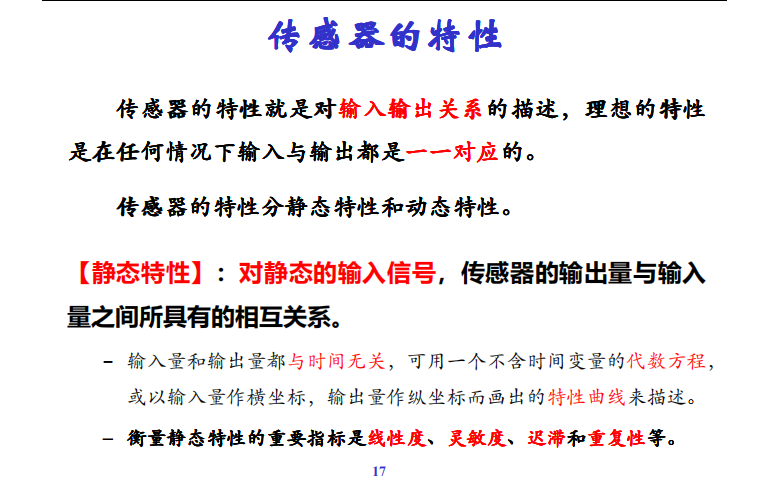 传感器的特性
传感器的特性就是对输入输出关系的描述，理想的特性
是在任何情况下输入与输出都是一一对应的。
传感器的特性分静态特性和动态特性。
【静态特性】：对静态的输入信号，传感器的输出量与输入
量之间所具有的相互关系。
– 输入量和输出量都与时间无关，可用一个不含时间变量的代数方程，
或以输入量作横坐标，输出量作纵坐标而画出的特性曲线来描述。
– 衡量静态特性的重要指标是线性度、灵敏度、迟滞和重复性等。
17